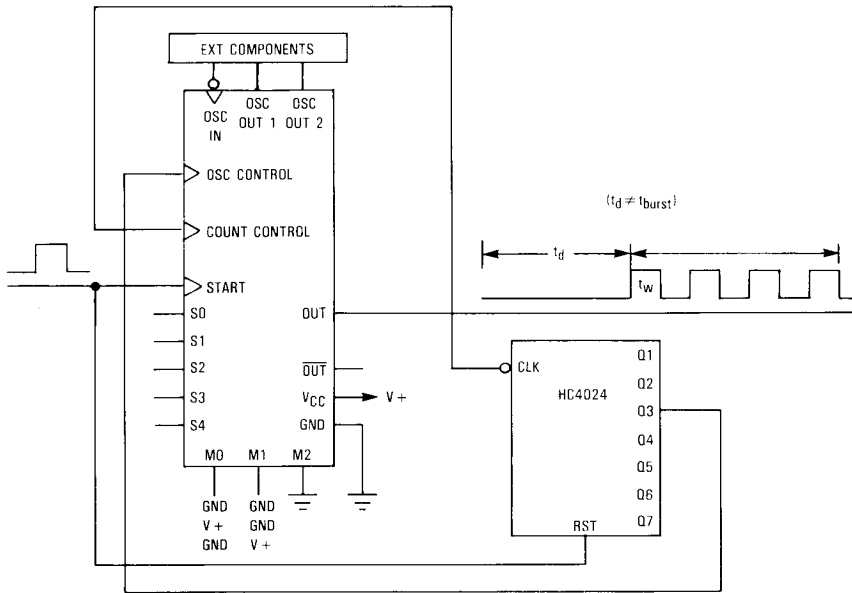 EXT COMPONENTS
OSC IN
OSC OUT 1
OSC OUT 2
OSC CONTROL
COUNT CONTROL
START
S0
S1
S2
S3
S4
OUT
O̅U̅T̅
VCC
V+
GND
M0
M1
M2
GND
V+
GND
GND
GND
V+
(td ≠ tburst)
td
tw
CLK
HC4024
Q1
Q2
Q3
Q4
Q5
Q6
Q7
RST